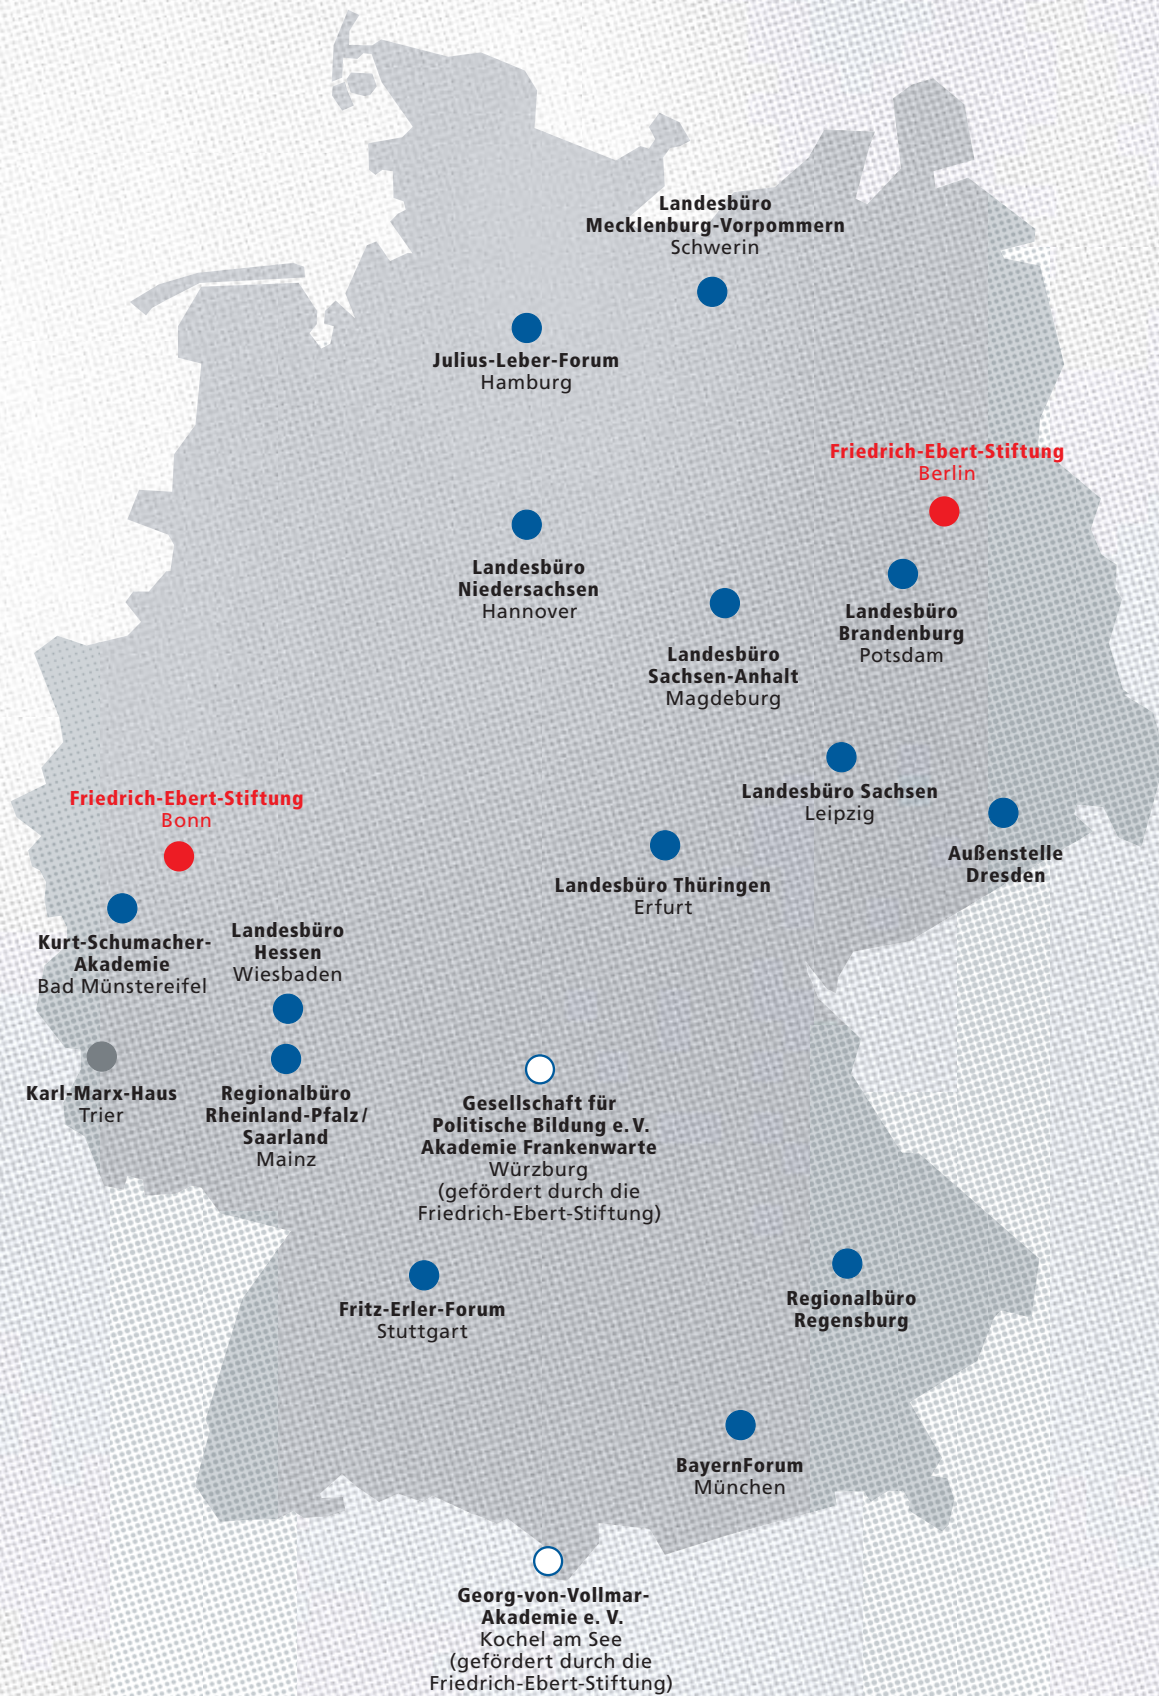 Landesbüro
Mecklenburg-Vorpommern
Schwerin
Julius-Leber-Forum
Hamburg
Friedrich-Ebert-Stiftung
Berlin
Landesbüro
Niedersachsen
Hannover
Landesbüro
Brandenburg
Potsdam
Landesbüro
Sachsen-Anhalt
Magdeburg
Landesbüro Sachsen
Leipzig
Friedrich-Ebert-Stiftung
Bonn
Außenstelle
Dresden
Landesbüro Thüringen
Erfurt
Kurt-Schumacher-
Akademie
Bad Münstereifel
Landesbüro
Hessen
Wiesbaden
Karl-Marx-Haus
Trier
Regionalbüro
Rheinland-Pfalz/
Saarland
Mainz
Gesellschaft für
Politische Bildung e. V.
Akademie Frankenwarte
Würzburg
(gefördert durch die
Friedrich-Ebert-Stiftung)
Fritz-Erler-Forum
Stuttgart
Regionalbüro
Regensburg
BayernForum
München
Georg-von-Vollmar-
Akademie e. V.
Kochel am See
(gefördert durch die
Friedrich-Ebert-Stiftung)